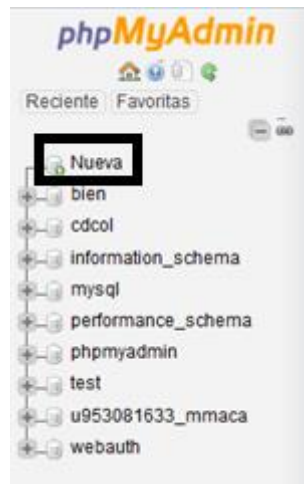 phpMyAdmin
Reciente Favoritas
Nueva
bien
cdcol
information_schema
mysql
performance_schema
phpmyadmin
test
u953081633_mmaca
webauth